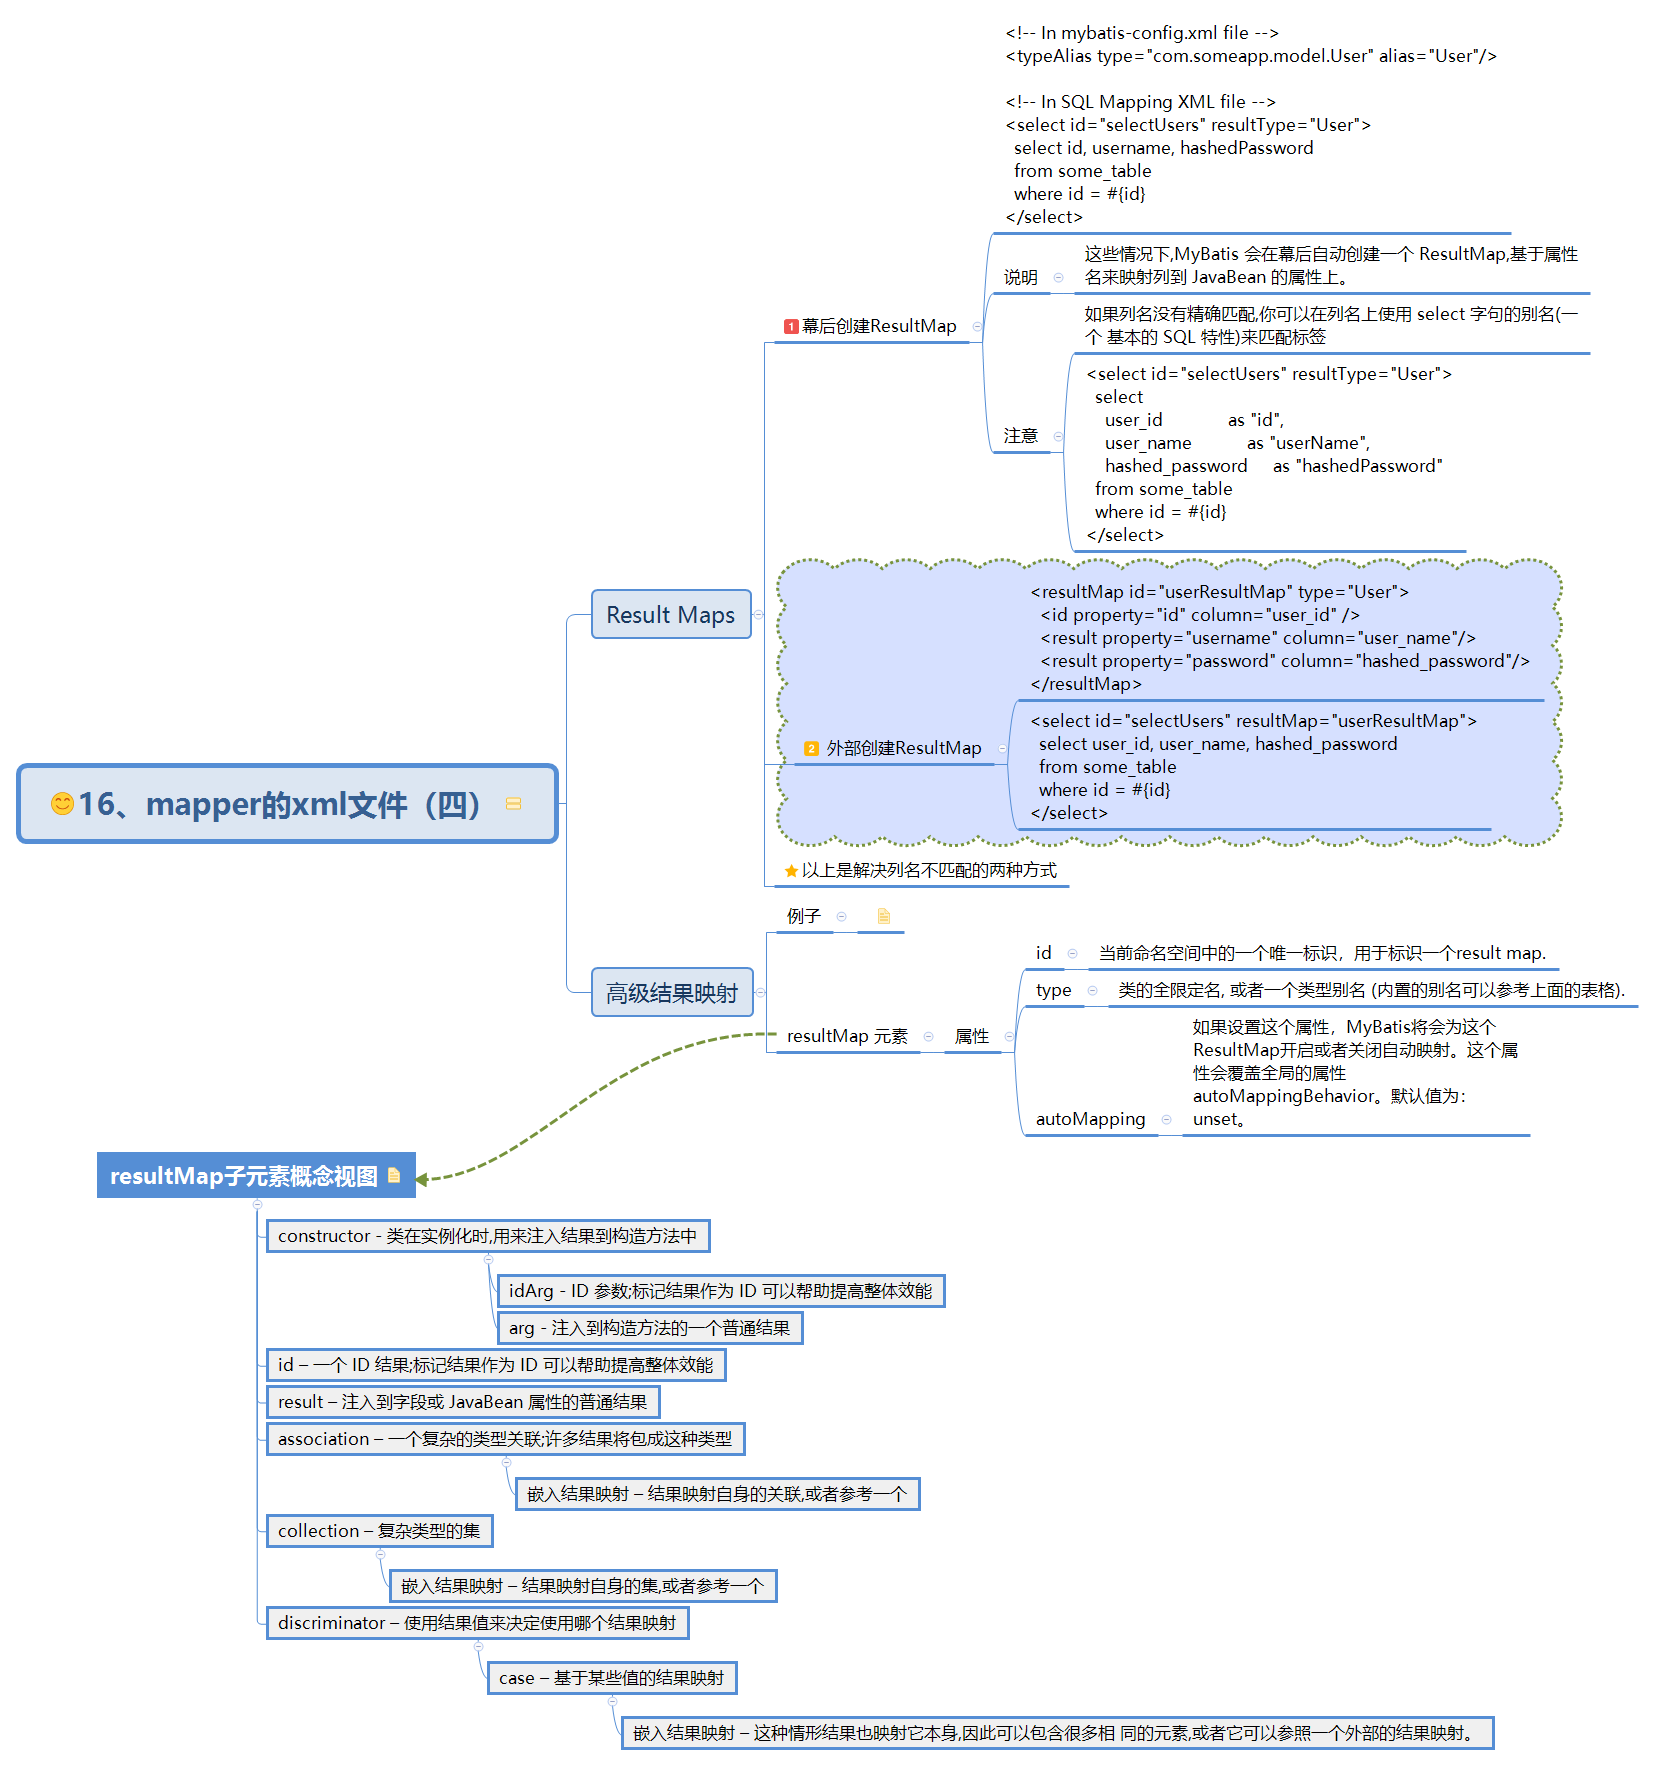 16、mapper的xml文件（四）
Result Maps
1 幕后创建ResultMap
<!-- In mybatis-config.xml file -->
<typeAlias type="com.someapp.model.User" alias="User"/>
<!-- In SQL Mapping XML file -->
<select id="selectUsers" resultType="User">
select id, username, hashedPassword
from some_table
where id = #{id}
</select>
说明
这些情况下,MyBatis 会在幕后自动创建一个 ResultMap,基于属性
名来映射列到 JavaBean 的属性上。
注意
如果列名没有精确匹配,你可以在列名上使用 select 字句的别名(一
个 基本的 SQL 特性)来匹配标签
<select id="selectUsers" resultType="User">
select
user_id as "id",
user_name as "userName",
hashed_password as "hashedPassword"
from some_table
where id = #{id}
</select>
2 外部创建ResultMap
<resultMap id="userResultMap" type="User">
<id property="id" column="user_id" />
<result property="username" column="user_name"/>
<result property="password" column="hashed_password"/>
</resultMap>
<select id="selectUsers" resultMap="userResultMap">
select user_id, user_name, hashed_password
from some_table
where id = #{id}
</select>
以上是解决列名不匹配的两种方式
高级结果映射
例子
resultMap 元素
属性
id
当前命名空间中的一个唯一标识，用于标识一个result map.
type
类的全限定名, 或者一个类型别名 (内置的别名可以参考上面的表格).
autoMapping
如果设置这个属性，MyBatis将会为这个
ResultMap开启或者关闭自动映射。这个属
性会覆盖全局的属性
autoMappingBehavior。默认值为：
unset。
resultMap子元素概念视图
constructor - 类在实例化时,用来注入结果到构造方法中
idArg - ID 参数;标记结果作为 ID 可以帮助提高整体效能
arg - 注入到构造方法的一个普通结果
id – 一个 ID 结果;标记结果作为 ID 可以帮助提高整体效能
result – 注入到字段或 JavaBean 属性的普通结果
association – 一个复杂的类型关联;许多结果将包成这种类型
嵌入结果映射 – 结果映射自身的关联,或者参考一个
collection – 复杂类型的集
嵌入结果映射 – 结果映射自身的集,或者参考一个
discriminator – 使用结果值来决定使用哪个结果映射
case – 基于某些值的结果映射
嵌入结果映射 – 这种情形结果也映射它本身,因此可以包含很多相 同的元素,或者它可以参照一个外部的结果映射。